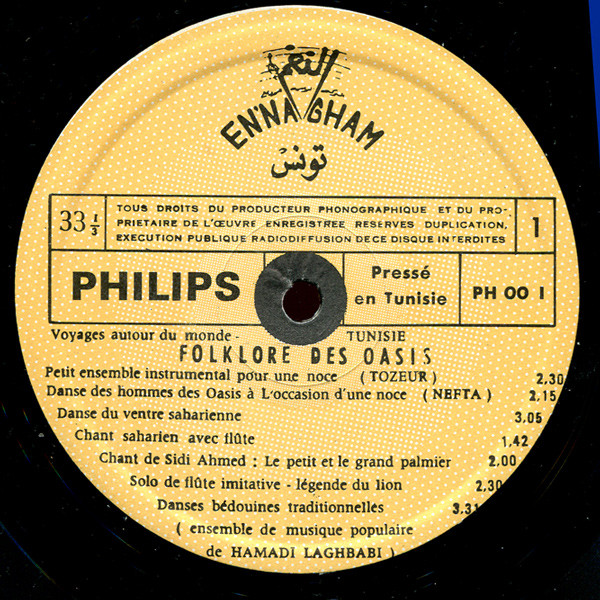 النغم
EN'NAGHAM
تونس
33 1/3
TOUS DROITS DU PRODUCTEUR PHONOGRAPHIQUE ET DU PRO-
PRIETAIRE DE L'ŒUVRE ENREGISTREE RESERVES DUPLICATION,
EXECUTION PUBLIQUE RADIODIFFUSION DE CE DISQUE INTERDITES
1
PHILIPS
Pressé
en Tunisie
PH 00 1
Voyages autour du monde - TUNISIE
FOLKLORE DES OASIS
Petit ensemble instrumental pour une noce (TOZEUR) 2,30
Danse des hommes des Oasis à L'occasion d'une noce (NEFTA) 2,15
Danse du ventre saharienne 3,05
Chant saharien avec flûte 1,42
Chant de Sidi Ahmed : Le petit et le grand palmier 2,00
Solo de flûte imitative - légende du lion 2,30
Danses bédouines traditionnelles 3,31
( ensemble de musique populaire
de HAMADI LAGHBABI )